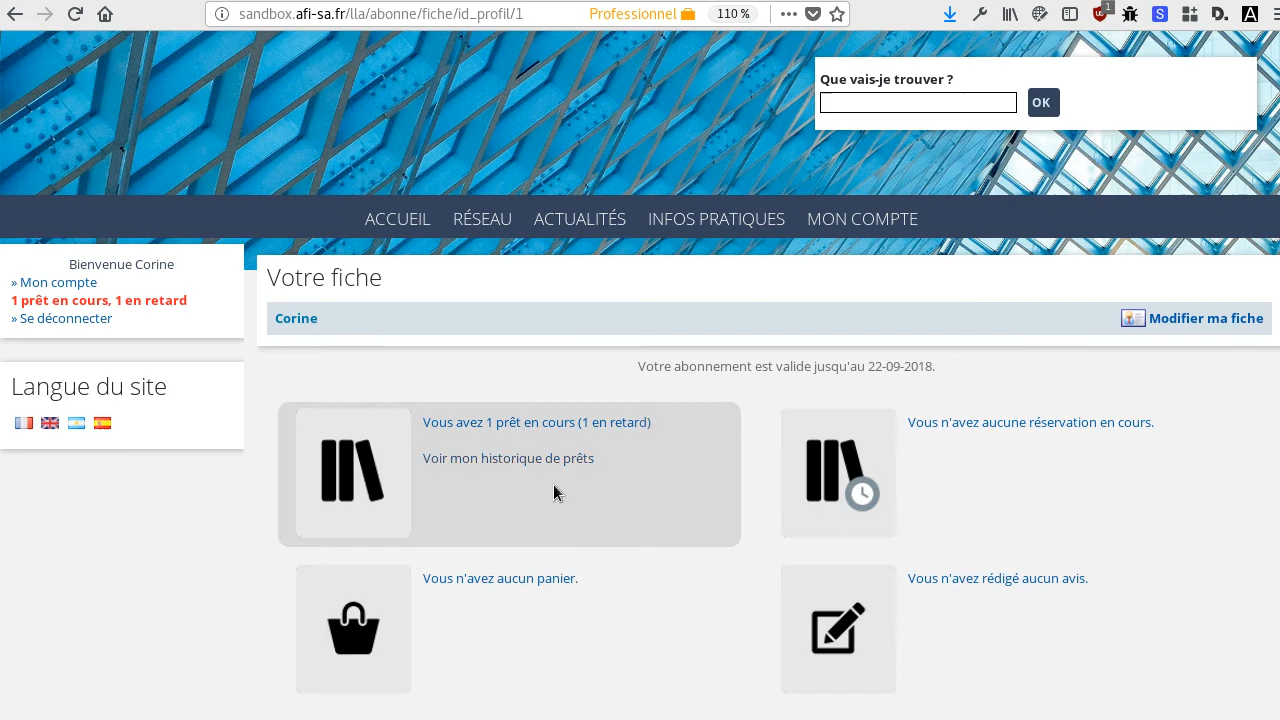 sandbox.afi-sa.fr/lla/abonne/fiche/id_profil/1
Professionnel
110 %
1
S
D.
A
Que vais-je trouver ?
OK
ACCUEIL RÉSEAU ACTUALITÉS INFOS PRATIQUES MON COMPTE
Bienvenue Corine
» Mon compte
1 prêt en cours, 1 en retard
» Se déconnecter
Langue du site
Votre fiche
Corine
Modifier ma fiche
Votre abonnement est valide jusqu'au 22-09-2018.
Vous avez 1 prêt en cours (1 en retard)
Voir mon historique de prêts
Vous n'avez aucune réservation en cours.
Vous n'avez aucun panier.
Vous n'avez rédigé aucun avis.